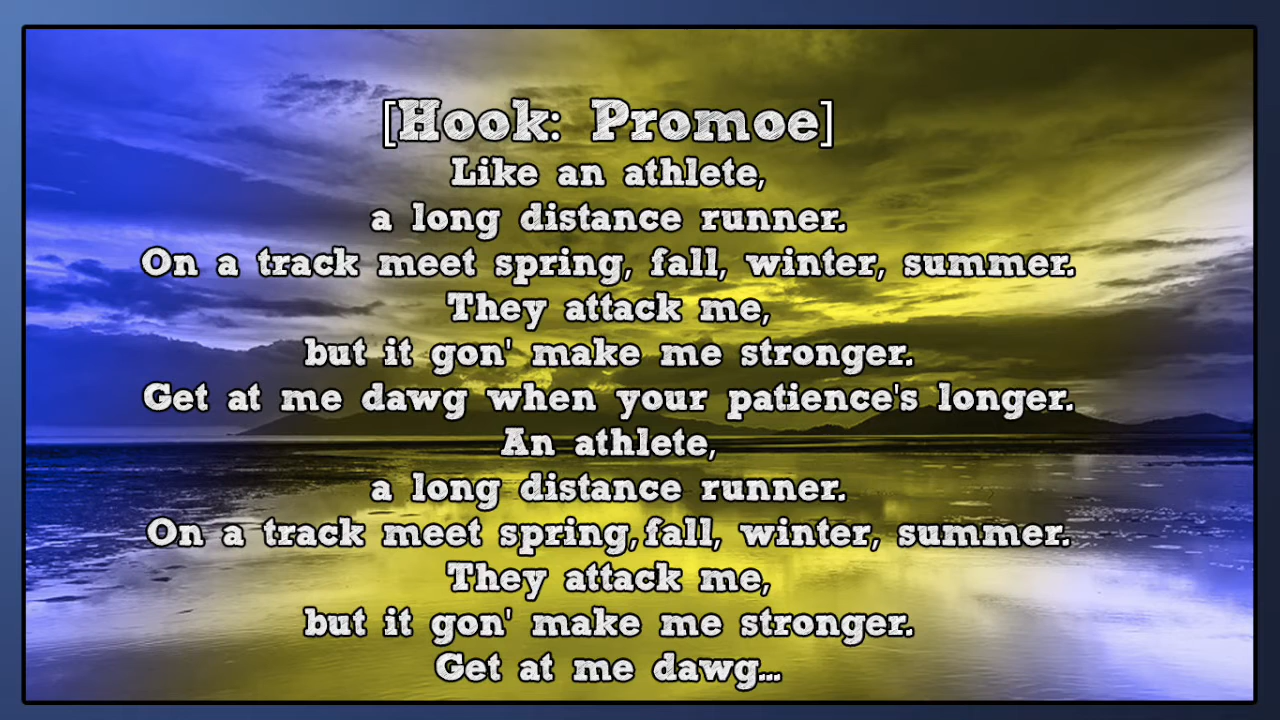 [Hook: Promoe]
Like an athlete,
a long distance runner.
On a track meet spring, fall, winter, summer.
They attack me,
but it gon' make me stronger.
Get at me dawg when your patience's longer.
An athlete,
a long distance runner.
On a track meet spring, fall, winter, summer.
They attack me,
but it gon' make me stronger.
Get at me dawg...